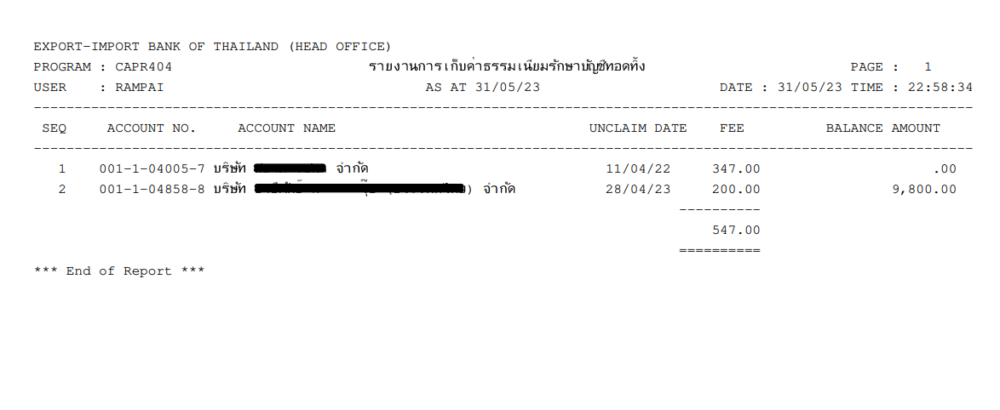 EXPORT-IMPORT BANK OF THAILAND (HEAD OFFICE)
PROGRAM : CAPR404 รายงานการเก็บค่าธรรมเนียมรักษาบัญชีทอดทิ้ง PAGE : 1
USER : RAMPAI AS AT 31/05/23 DATE : 31/05/23 TIME : 22:58:34
SEQ ACCOUNT NO. ACCOUNT NAME UNCLAIM DATE FEE BALANCE AMOUNT
1 001-1-04005-7 บริษัท จำกัด 11/04/22 347.00 .00
2 001-1-04858-8 บริษัท จำกัด 28/04/23 200.00 9,800.00
547.00
*** End of Report ***